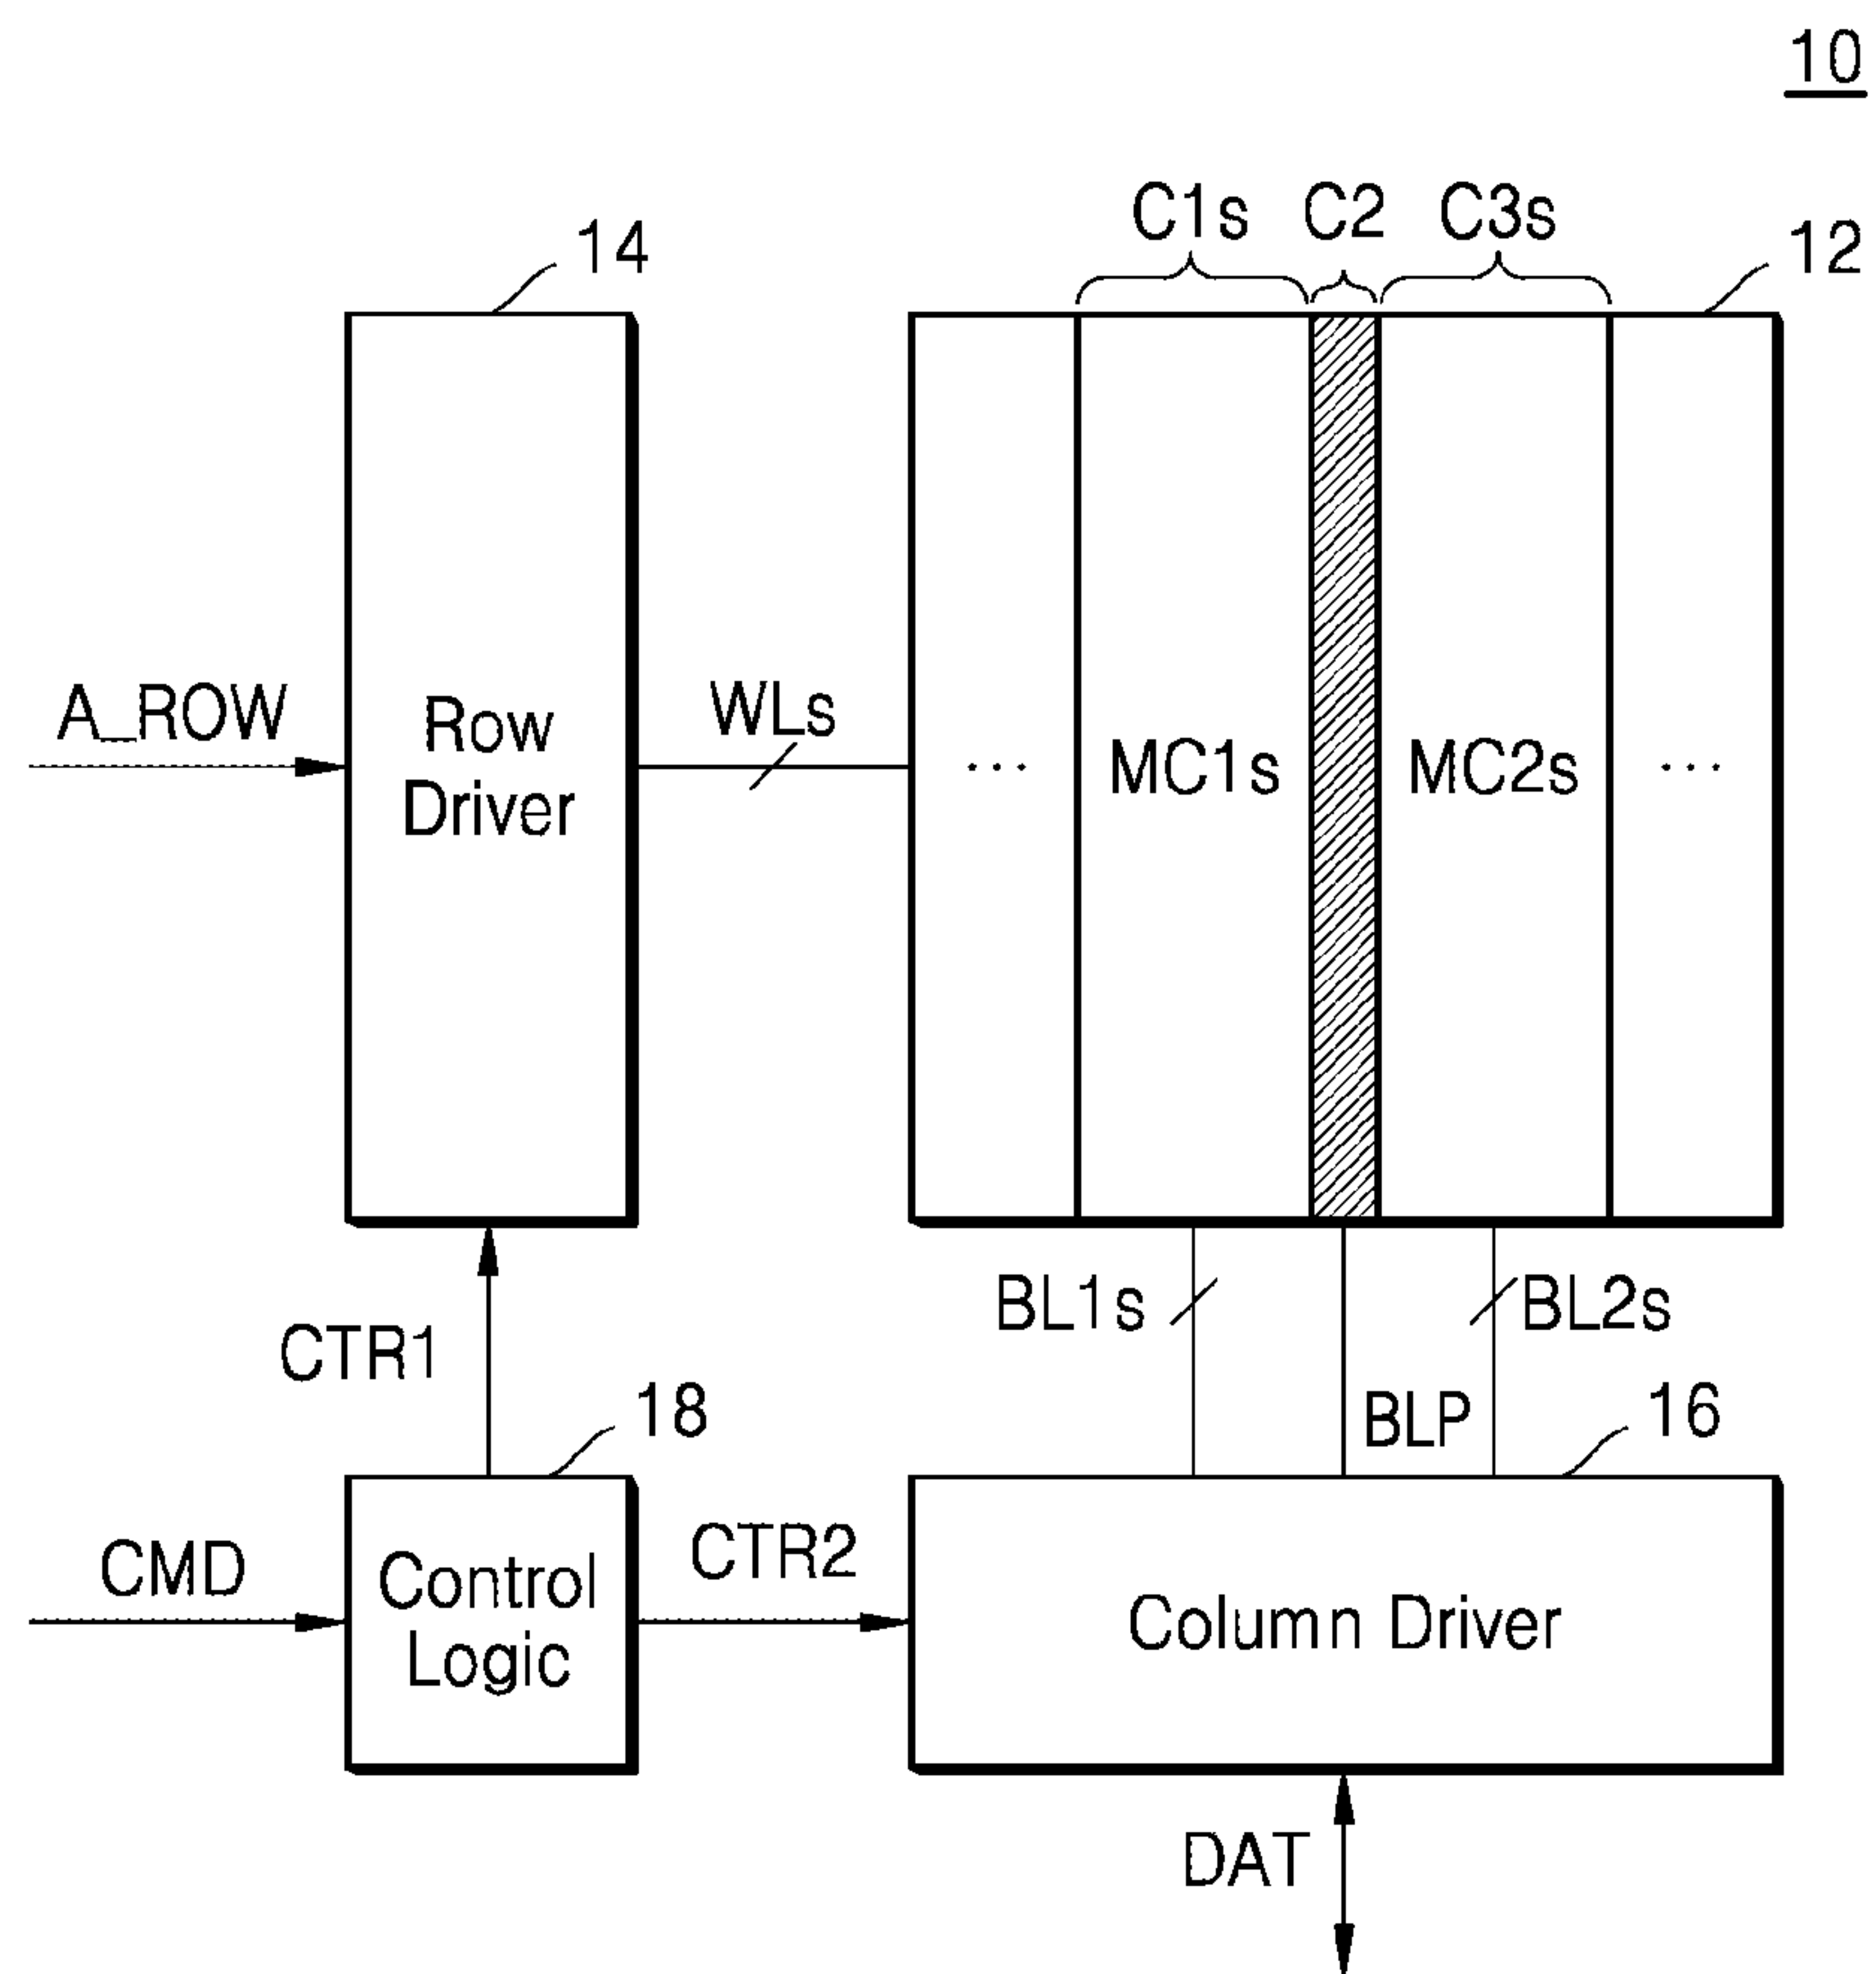 10
C1s C2 C3s
14
12
A_ROW
Row
Driver
WLs
... MC1s MC2s ...
CTR1
BL1s
BL2s
BLP
18
16
CMD
Control
Logic
CTR2
Column Driver
DAT